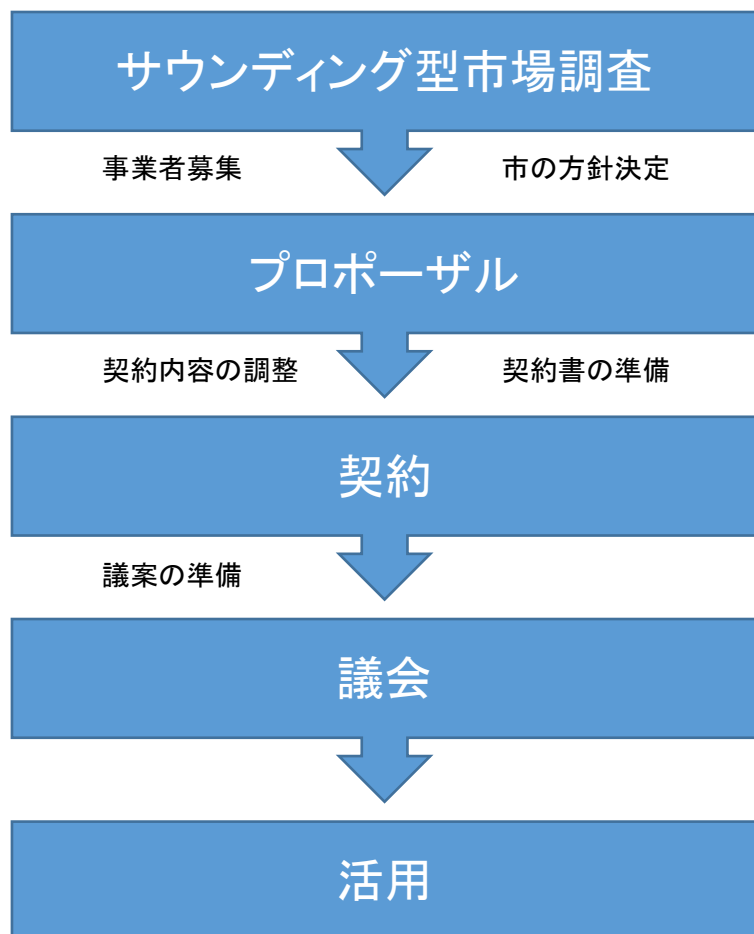 サウンディング型市場調査
事業者募集
市の方針決定
プロポーザル
契約内容の調整
契約書の準備
契約
議案の準備
議会
活用